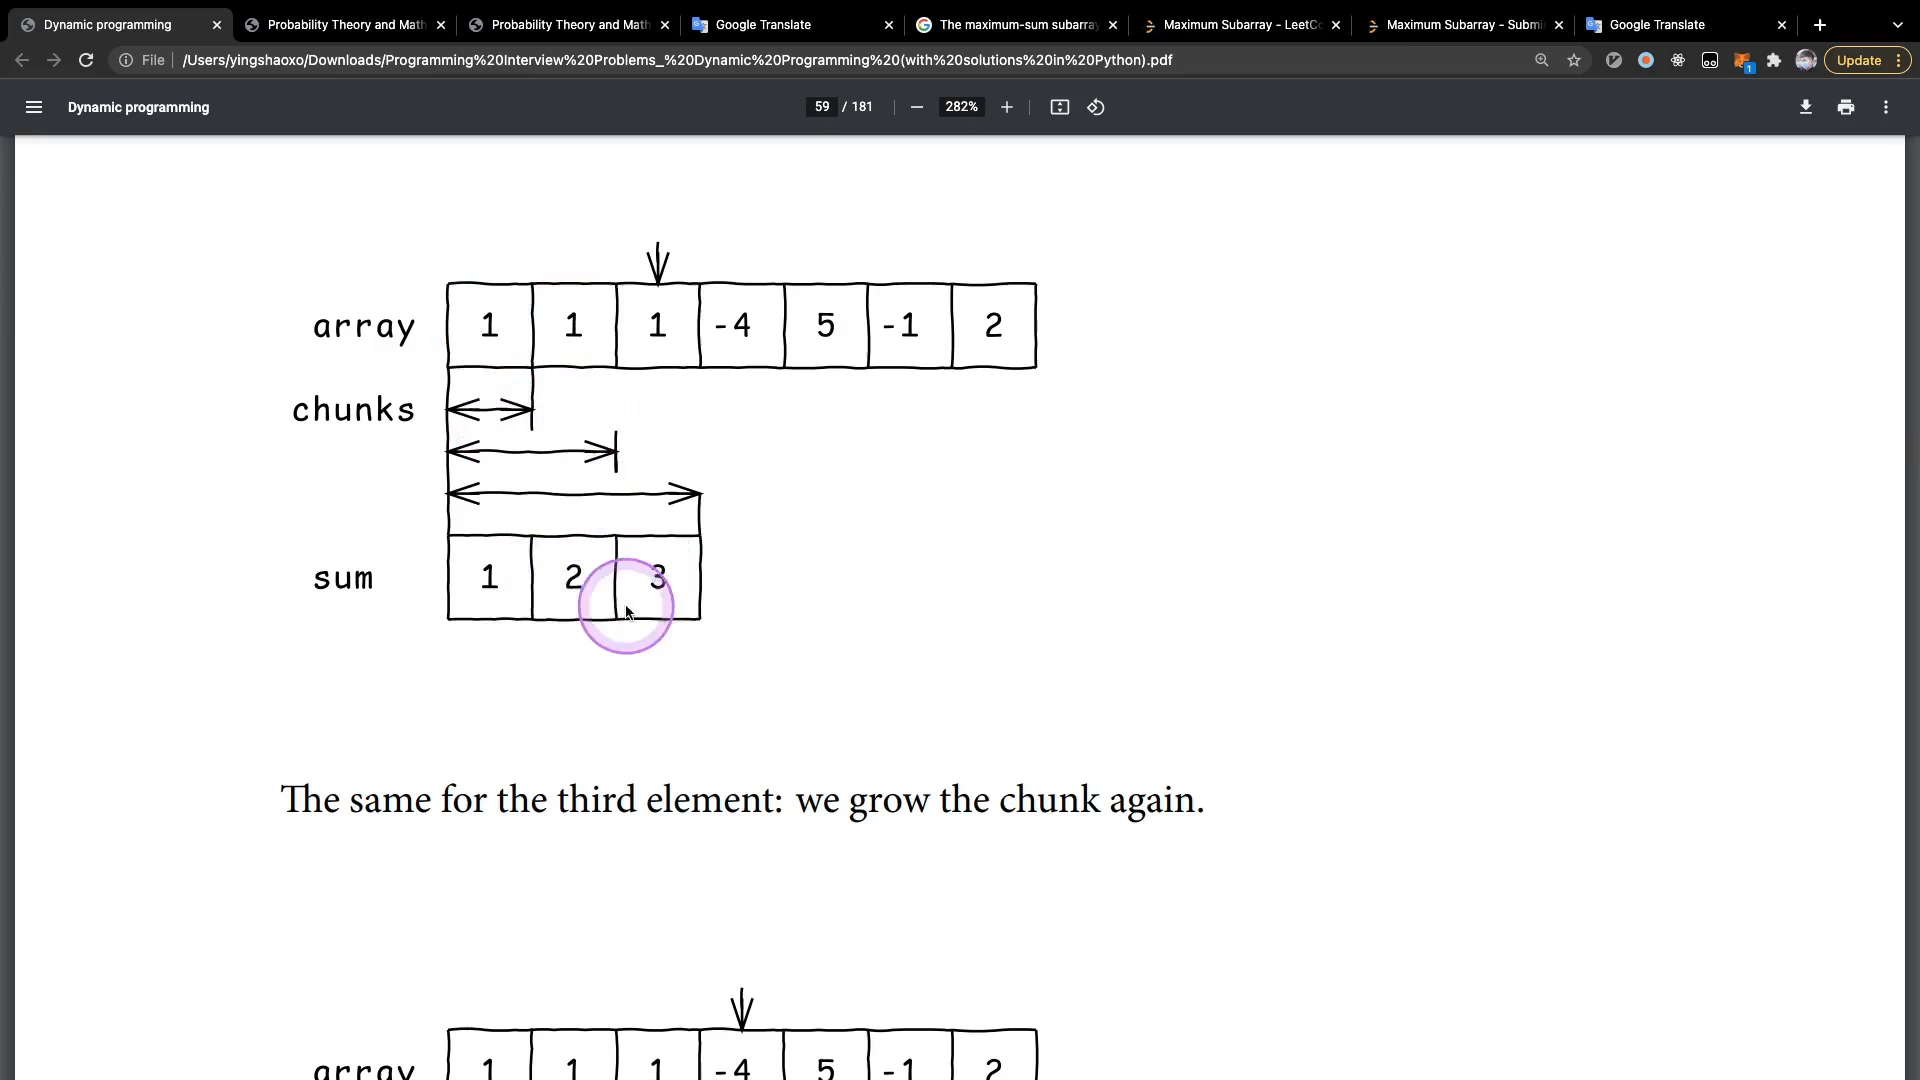 Dynamic programming
Probability Theory and Math
Probability Theory and Math
Google Translate
The maximum-sum subarray
Maximum Subarray - LeetCo
Maximum Subarray - Submis
Google Translate
File
/Users/yingshaoxo/Downloads/Programming%20Interview%20Problems_%20Dynamic%20Programming%20(with%20solutions%20in%20Python).pdf
1
Update
Dynamic programming
59 / 181
282%
array 1 1 1 -4 5 -1 2
chunks
sum 1 2 3
The same for the third element: we grow the chunk again.
array 1 1 1 -4 5 -1 2